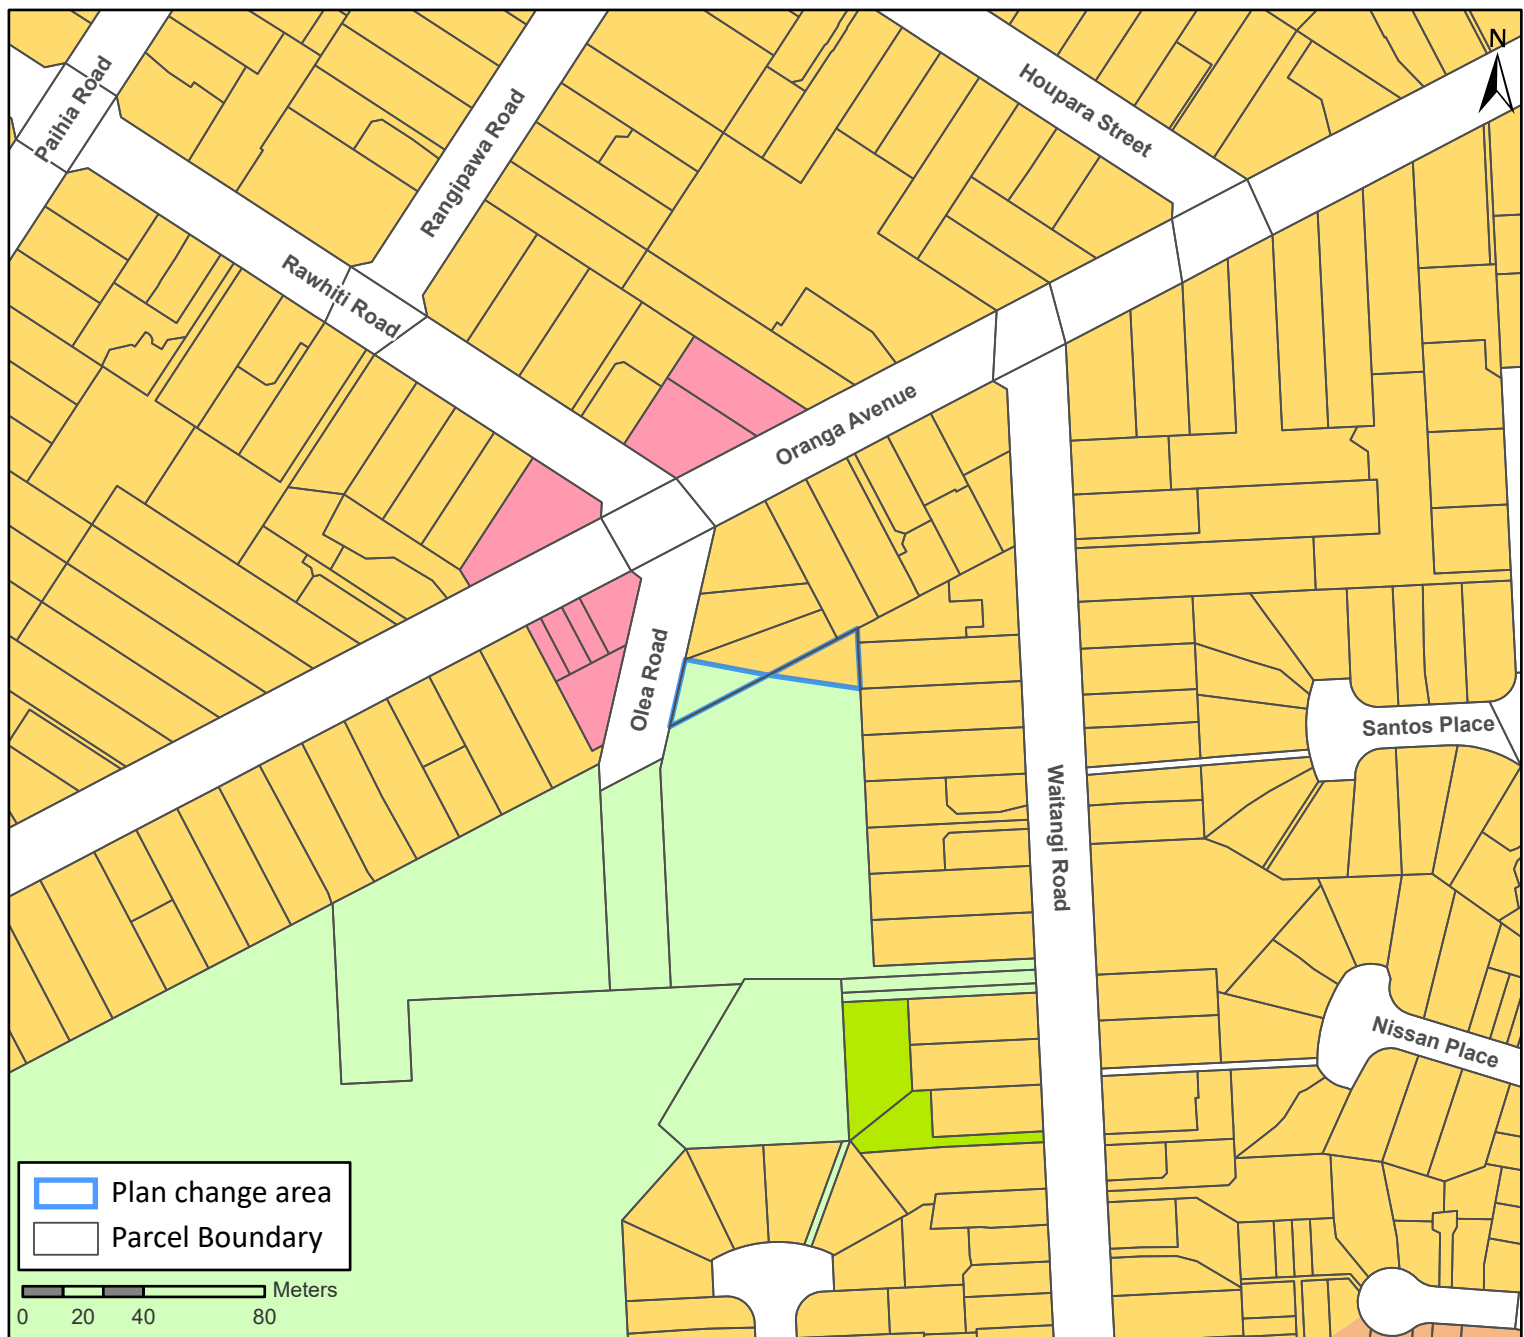 N
Paihia Road
Rangipawa Road
Houpara Street
Rawhiti Road
Oranga Avenue
Olea Road
Santos Place
Waitangi Road
Nissan Place
Plan change area
Parcel Boundary
Meters
0 20 40 80